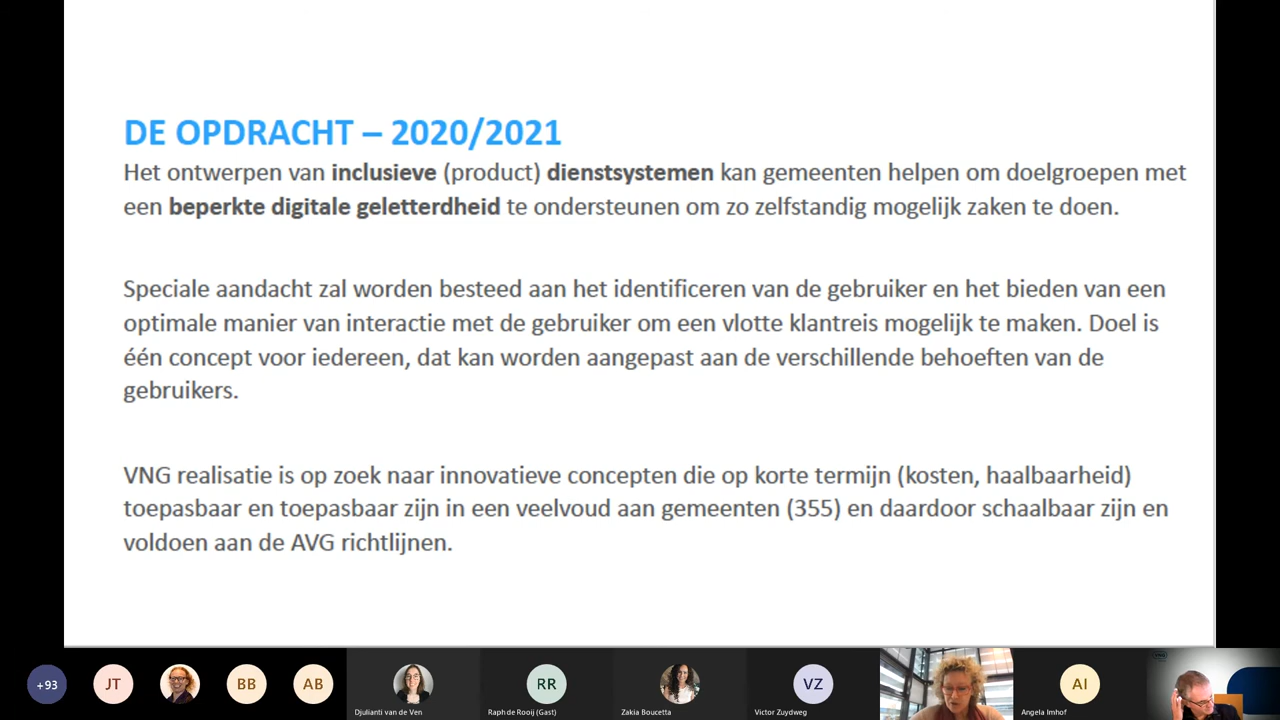 DE OPDRACHT – 2020/2021
Het ontwerpen van inclusieve (product) dienstsystemen kan gemeenten helpen om doelgroepen met
een beperkte digitale geletterdheid te ondersteunen om zo zelfstandig mogelijk zaken te doen.
Speciale aandacht zal worden besteed aan het identificeren van de gebruiker en het bieden van een
optimale manier van interactie met de gebruiker om een vlotte klantreis mogelijk te maken. Doel is
één concept voor iedereen, dat kan worden aangepast aan de verschillende behoeften van de
gebruikers.
VNG realisatie is op zoek naar innovatieve concepten die op korte termijn (kosten, haalbaarheid)
toepasbaar en toepasbaar zijn in een veelvoud aan gemeenten (355) en daardoor schaalbaar zijn en
voldoen aan de AVG richtlijnen.
+93
JT
BB
AB
RR
VZ
AI
Djulianti van de Ven
Raph de Rooij (Gast)
Zakia Boucetta
Victor Zuydweg
Angela Imhof